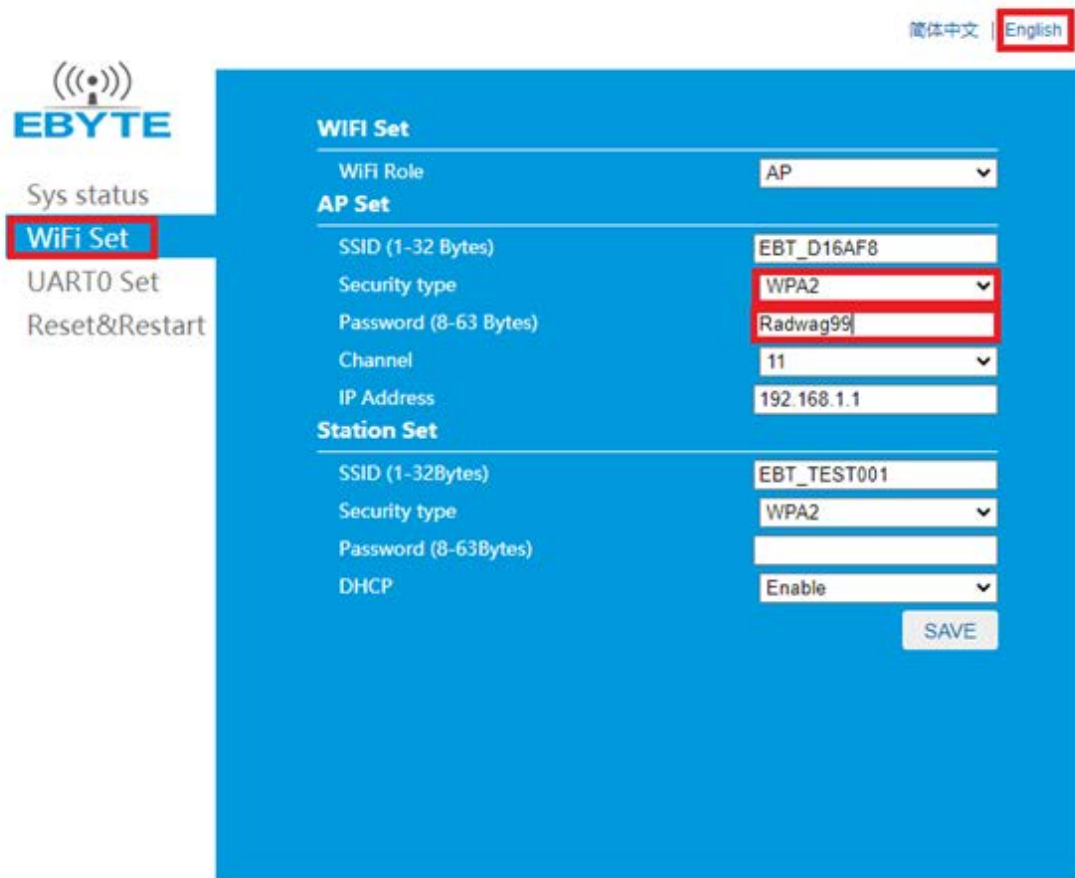 简体中文 | English
EBYTE
Sys status
WiFi Set
UART0 Set
Reset&Restart
WIFI Set
WiFi Role AP
AP Set
SSID (1-32 Bytes) EBT_D16AF8
Security type WPA2
Password (8-63 Bytes) Radwag99
Channel 11
IP Address 192.168.1.1
Station Set
SSID (1-32Bytes) EBT_TEST001
Security type WPA2
Password (8-63Bytes)
DHCP Enable
SAVE